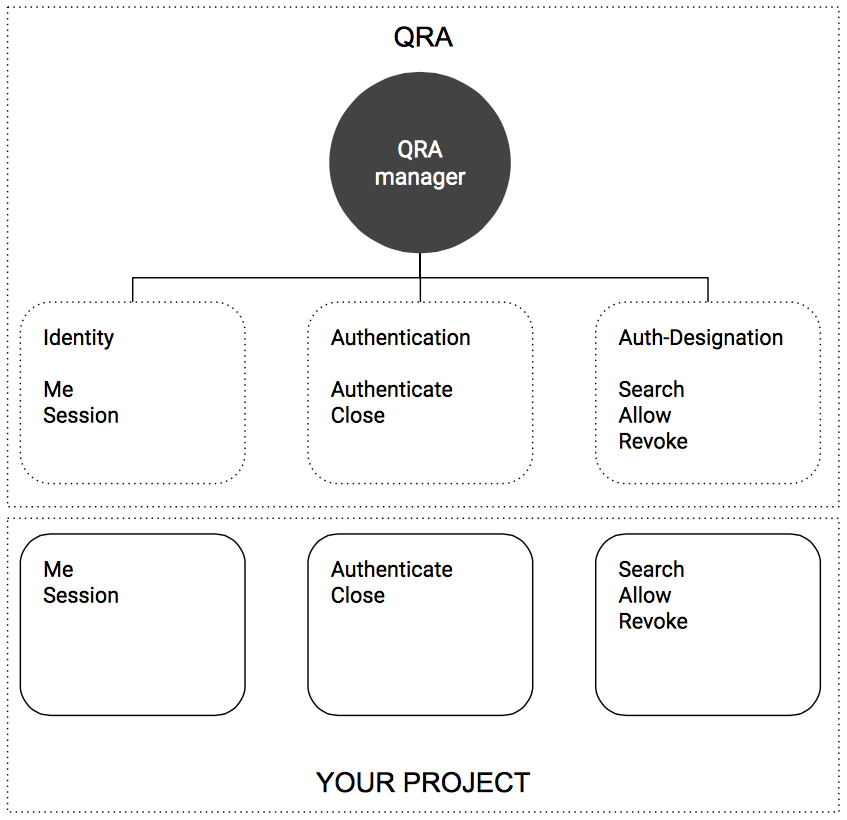 QRA
QRA
manager
Identity
Me
Session
Authentication
Authenticate
Close
Auth-Designation
Search
Allow
Revoke
Me
Session
Authenticate
Close
Search
Allow
Revoke
YOUR PROJECT